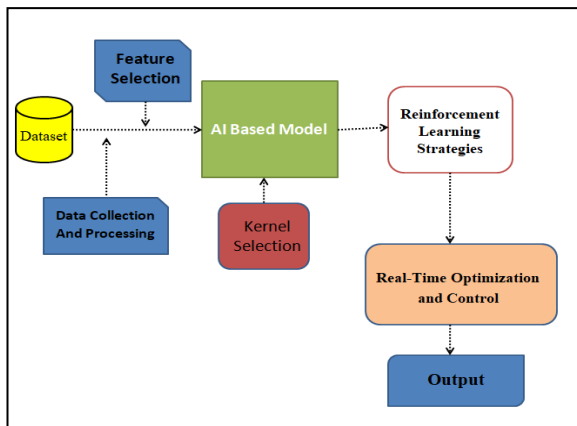 Feature
Selection
Dataset
AI Based Model
Reinforcement
Learning
Strategies
Data Collection
And Processing
Kernel
Selection
Real-Time Optimization
and Control
Output